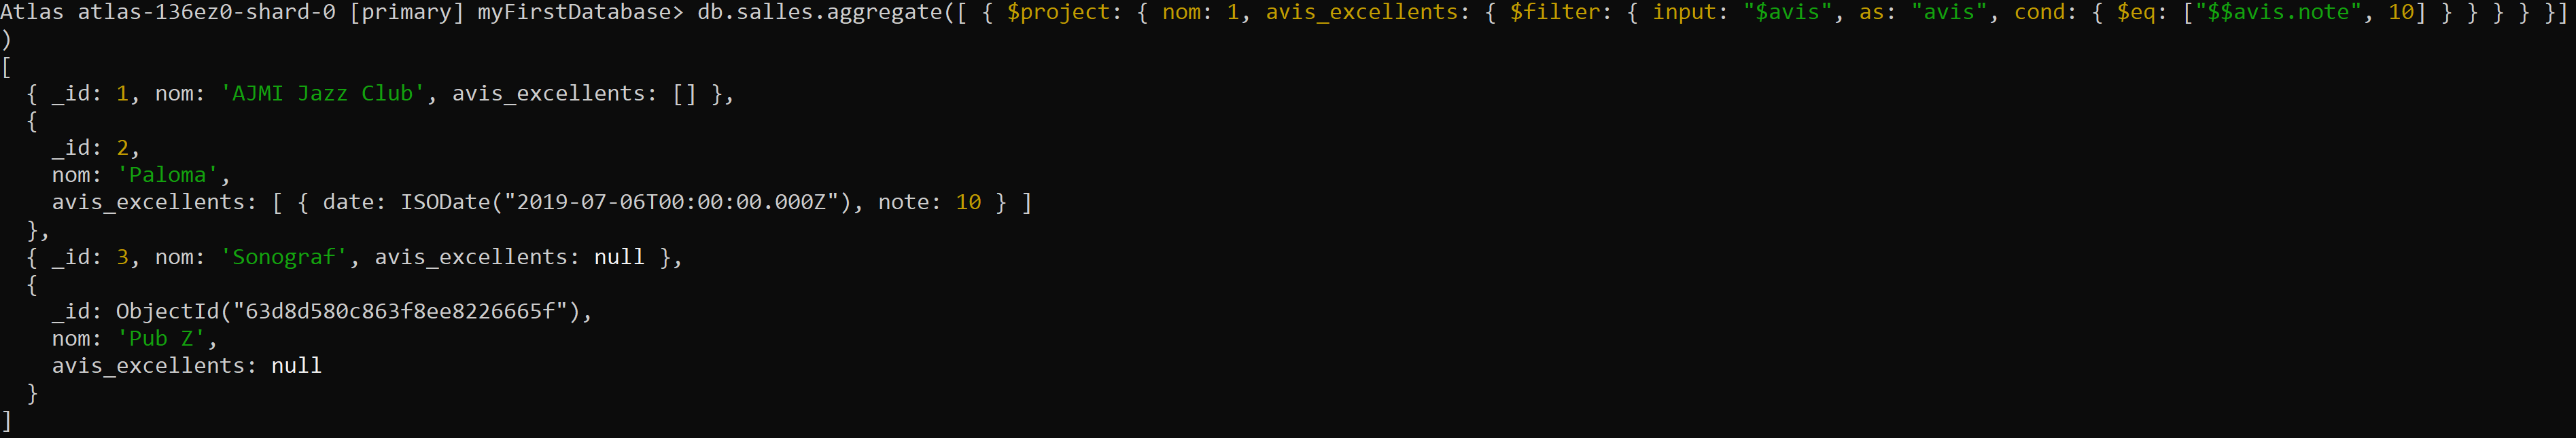 Atlas atlas-136ez0-shard-0 [primary] myFirstDatabase> db.salles.aggregate([ { $project: { nom: 1, avis_excellents: { $filter: { input: "$avis", as: "avis", cond: { $eq: ["$$avis.note", 10] } } } } }]
)
[
  { _id: 1, nom: 'AJMI Jazz Club', avis_excellents: [] },
  {
    _id: 2,
    nom: 'Paloma',
    avis_excellents: [ { date: ISODate("2019-07-06T00:00:00.000Z"), note: 10 } ]
  },
  { _id: 3, nom: 'Sonograf', avis_excellents: null },
  {
    _id: ObjectId("63d8d580c863f8ee8226665f"),
    nom: 'Pub Z',
    avis_excellents: null
  }
]